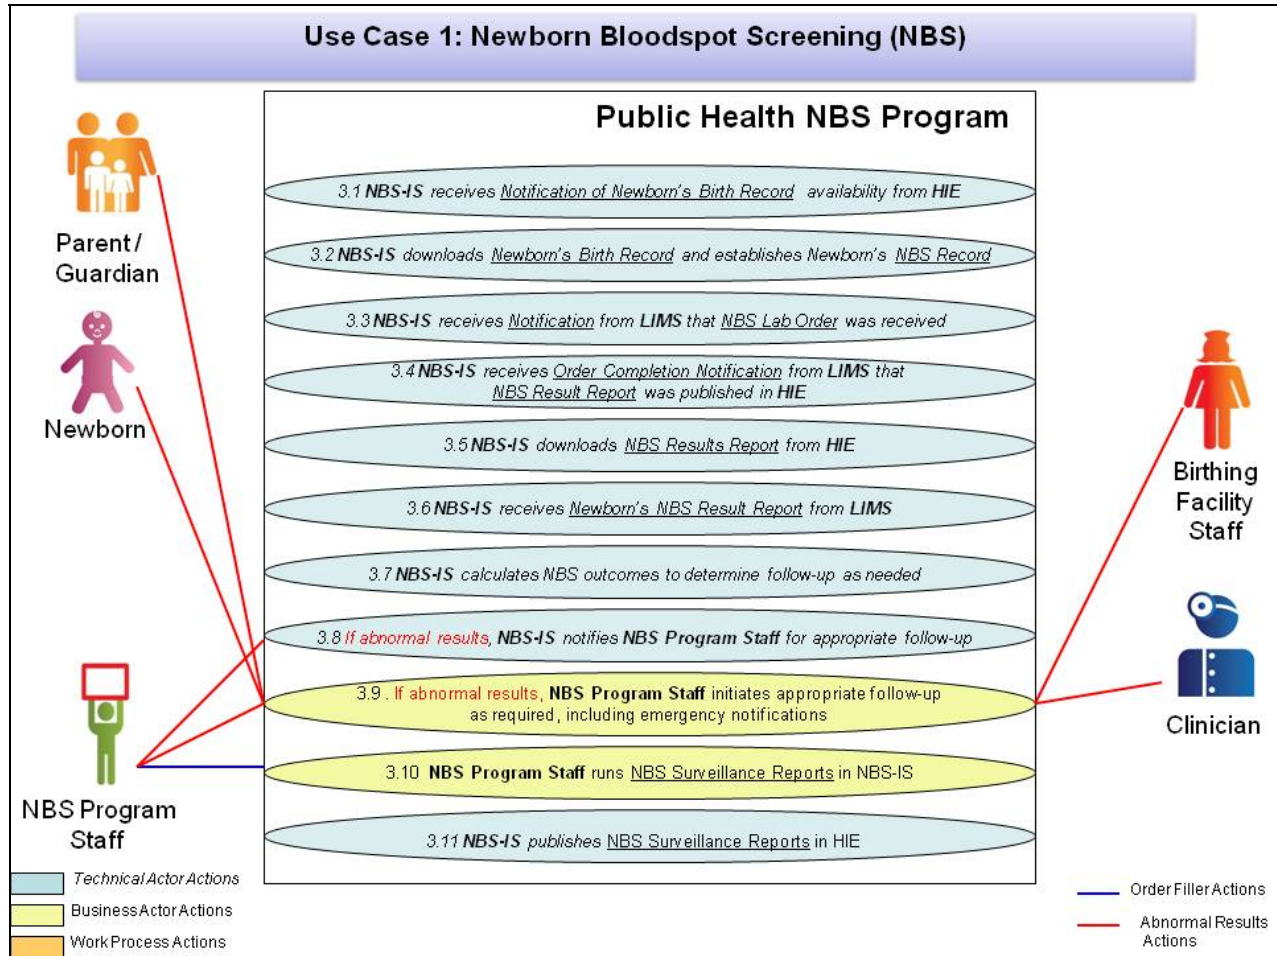 Use Case 1: Newborn Bloodspot Screening (NBS)
Public Health NBS Program
3.1 NBS-IS receives Notification of Newborn's Birth Record availability from HIE
3.2 NBS-IS downloads Newborn's Birth Record and establishes Newborn's NBS Record
3.3 NBS-IS receives Notification from LIMS that NBS Lab Order was received
3.4 NBS-IS receives Order Completion Notification from LIMS that
NBS Result Report was published in HIE
3.5 NBS-IS downloads NBS Results Report from HIE
3.6 NBS-IS receives Newborn's NBS Result Report from LIMS
3.7 NBS-IS calculates NBS outcomes to determine follow-up as needed
3.8 If abnormal results, NBS-IS notifies NBS Program Staff for appropriate follow-up
3.9 . If abnormal results, NBS Program Staff initiates appropriate follow-up
as required, including emergency notifications
3.10 NBS Program Staff runs NBS Surveillance Reports in NBS-IS
3.11 NBS-IS publishes NBS Surveillance Reports in HIE
Parent /
Guardian
Newborn
NBS Program
Staff
Birthing
Facility
Staff
Clinician
Technical Actor Actions
Business Actor Actions
Work Process Actions
Order Filler Actions
Abnormal Results
Actions